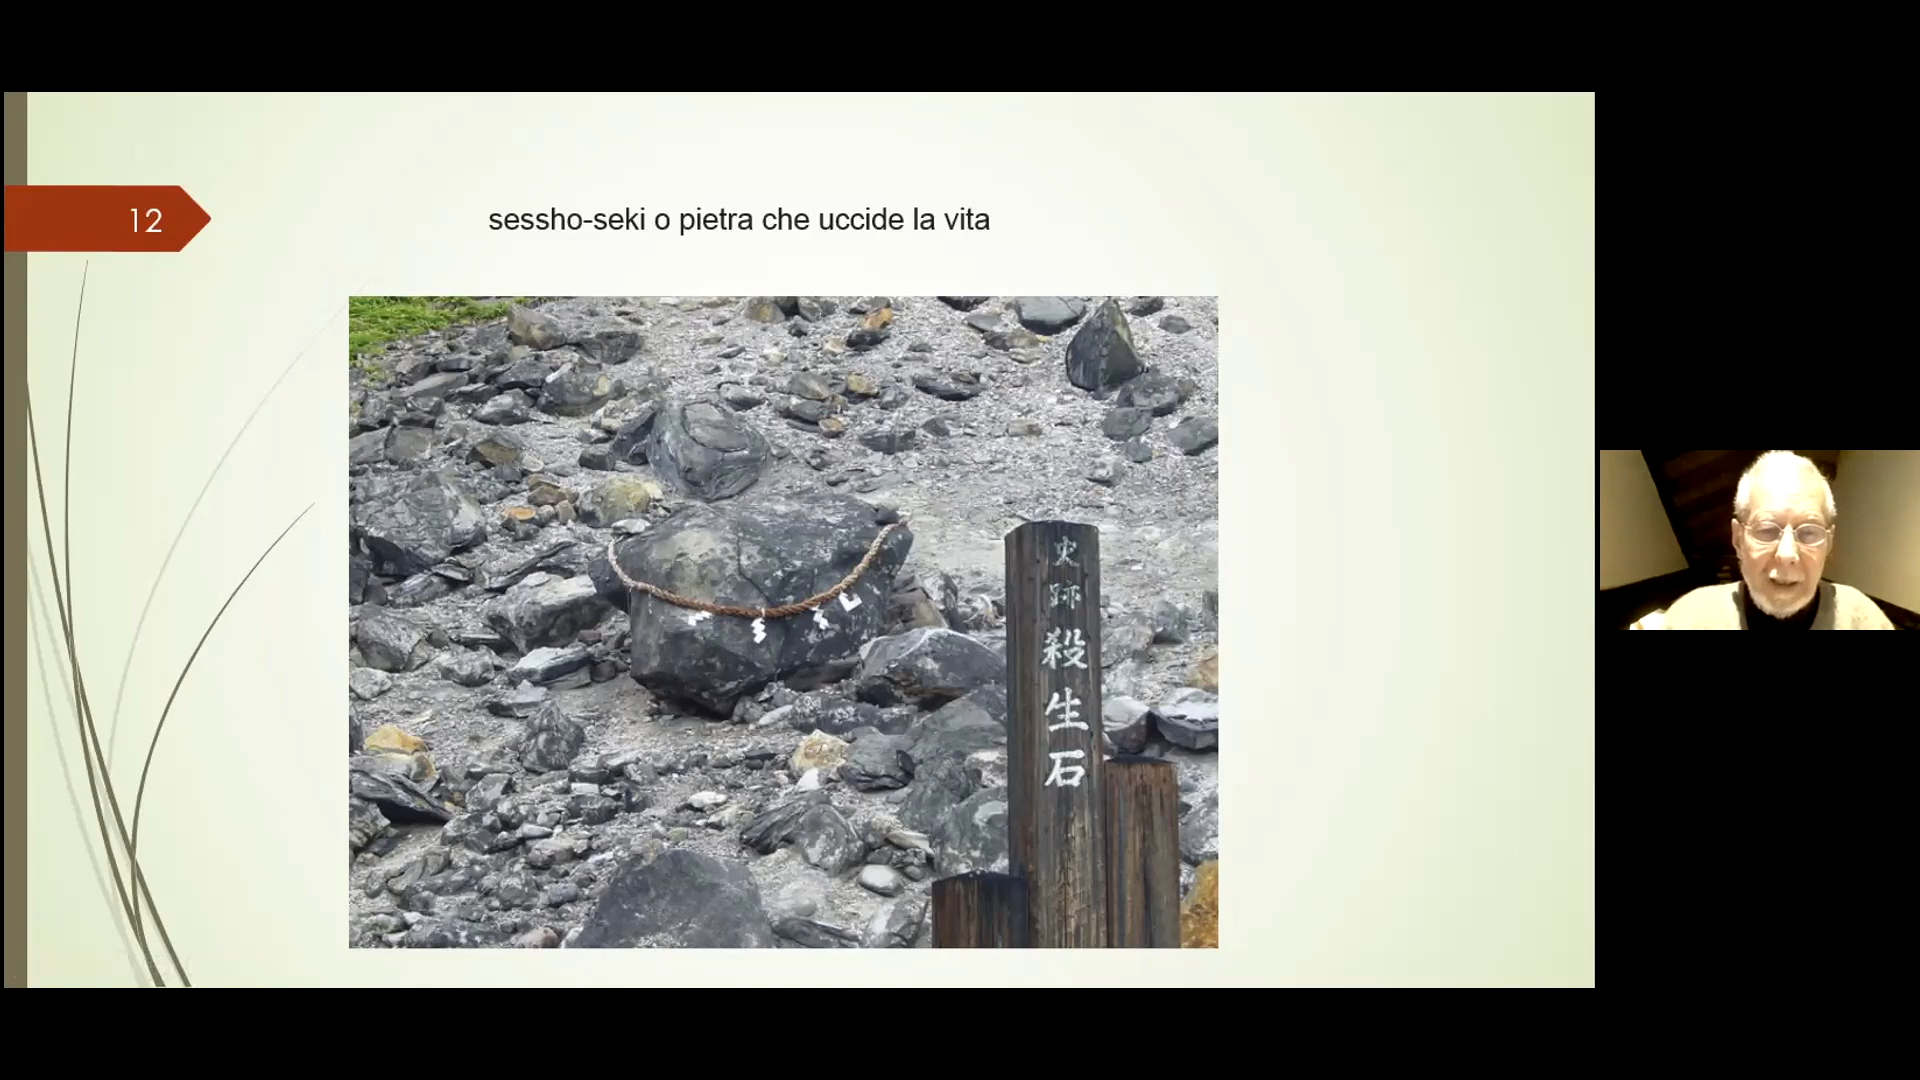 12
sessho-seki o pietra che uccide la vita
史跡殺生石